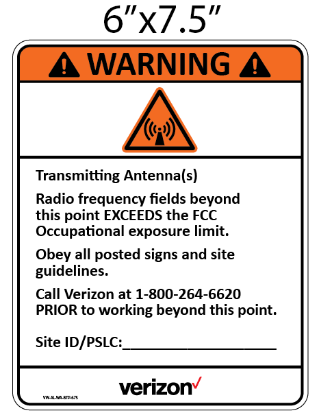 6”x7.5”
WARNING
Transmitting Antenna(s)
Radio frequency fields beyond
this point EXCEEDS the FCC
Occupational exposure limit.
Obey all posted signs and site
guidelines.
Call Verizon at 1-800-264-6620
PRIOR to working beyond this point.
Site ID/PSLC:____________________
verizon✓